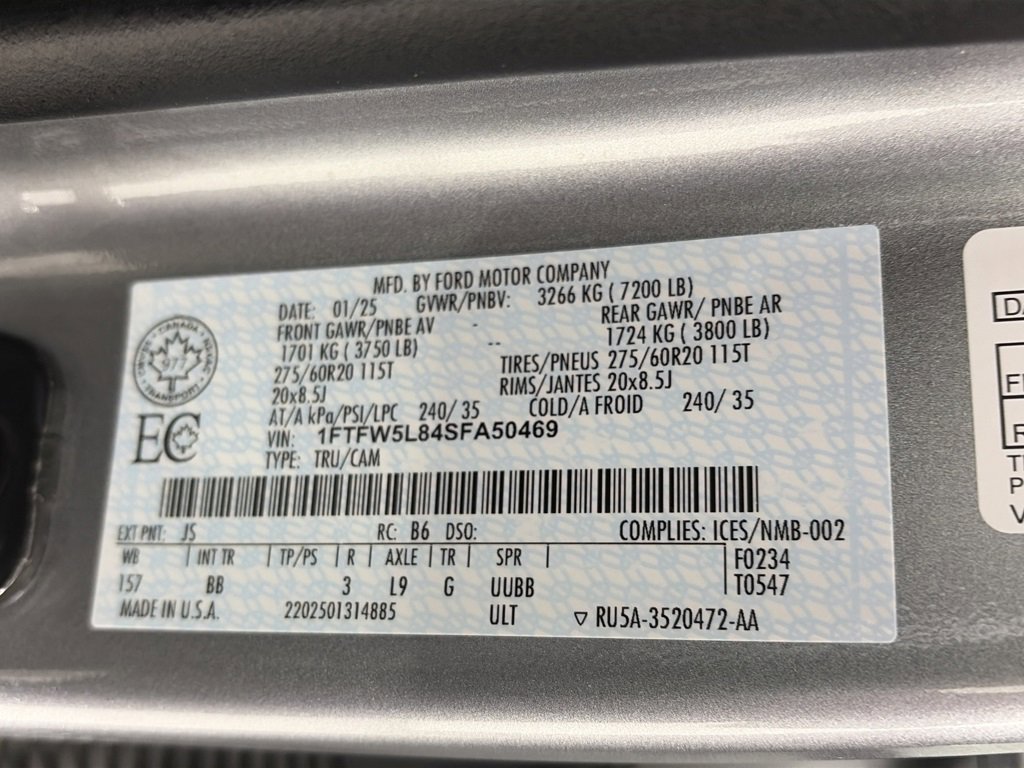 MFD. BY FORD MOTOR COMPANY
DATE: 01/25 GVWR/PNBV: 3266 KG ( 7200 LB)
FRONT GAWR/PNBE AV - REAR GAWR/ PNBE AR
1701 KG ( 3750 LB) -- 1724 KG ( 3800 LB)
275/60R20 115T TIRES/PNEUS 275/60R20 115T
20x8.5J RIMS/JANTES 20x8.5J
AT/A kPa/PSI/LPC 240/ 35 COLD/A FROID 240/ 35
VIN: 1FTFW5L84SFA50469
TYPE: TRU/CAM
CANADA
977
TRANSPORT
EC
EXT PNT: JS RC: B6 DSO: COMPLIES: ICES/NMB-002
WB | INT TR | TP/PS | R | AXLE | TR | SPR | F0234
157 BB 3 L9 G UUBB T0547
MADE IN U.S.A. 2202501314885 ULT ▽ RU5A-3520472-AA